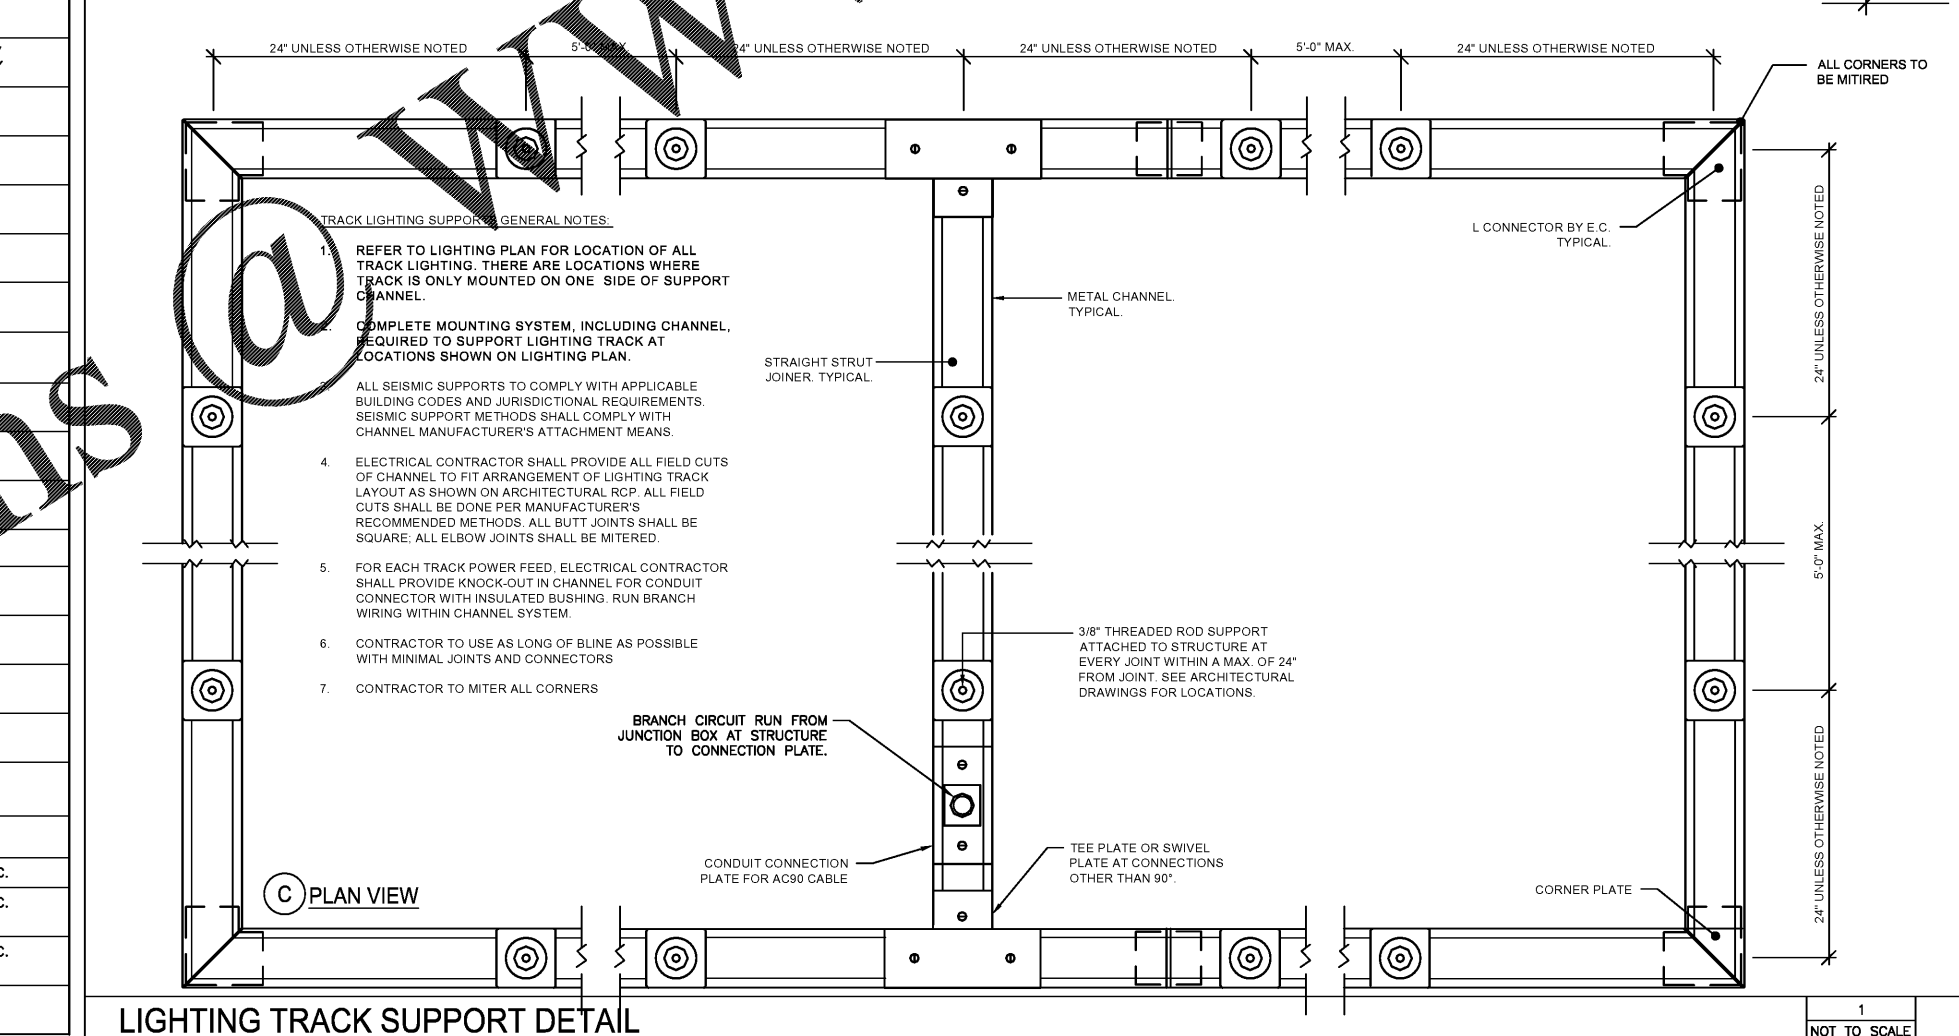 24" UNLESS OTHERWISE NOTED
5'-0" MAX.
24" UNLESS OTHERWISE NOTED
24" UNLESS OTHERWISE NOTED
5'-0" MAX.
24" UNLESS OTHERWISE NOTED
ALL CORNERS TO
BE MITIRED
TRACK LIGHTING SUPPORTS GENERAL NOTES:
1. REFER TO LIGHTING PLAN FOR LOCATION OF ALL
TRACK LIGHTING. THERE ARE LOCATIONS WHERE
TRACK IS ONLY MOUNTED ON ONE SIDE OF SUPPORT
CHANNEL.
2. COMPLETE MOUNTING SYSTEM, INCLUDING CHANNEL,
REQUIRED TO SUPPORT LIGHTING TRACK AT
LOCATIONS SHOWN ON LIGHTING PLAN.
3. ALL SEISMIC SUPPORTS TO COMPLY WITH APPLICABLE
BUILDING CODES AND JURISDICTIONAL REQUIREMENTS.
SEISMIC SUPPORT METHODS SHALL COMPLY WITH
CHANNEL MANUFACTURER'S ATTACHMENT MEANS.
4. ELECTRICAL CONTRACTOR SHALL PROVIDE ALL FIELD CUTS
OF CHANNEL TO FIT ARRANGEMENT OF LIGHTING TRACK
LAYOUT AS SHOWN ON ARCHITECTURAL RCP. ALL FIELD
CUTS SHALL BE DONE PER MANUFACTURER'S
RECOMMENDED METHODS. ALL BUTT JOINTS SHALL BE
SQUARE; ALL ELBOW JOINTS SHALL BE MITERED.
5. FOR EACH TRACK POWER FEED, ELECTRICAL CONTRACTOR
SHALL PROVIDE KNOCK-OUT IN CHANNEL FOR CONDUIT
CONNECTOR WITH INSULATED BUSHING. RUN BRANCH
WIRING WITHIN CHANNEL SYSTEM.
6. CONTRACTOR TO USE AS LONG OF BLINE AS POSSIBLE
WITH MINIMAL JOINTS AND CONNECTORS
7. CONTRACTOR TO MITER ALL CORNERS
L CONNECTOR BY E.C.
TYPICAL.
METAL CHANNEL.
TYPICAL.
STRAIGHT STRUT
JOINER. TYPICAL.
24" UNLESS OTHERWISE NOTED
5'-0" MAX.
24" UNLESS OTHERWISE NOTED
3/8" THREADED ROD SUPPORT
ATTACHED TO STRUCTURE AT
EVERY JOINT WITHIN A MAX. OF 24"
FROM JOINT. SEE ARCHITECTURAL
DRAWINGS FOR LOCATIONS.
BRANCH CIRCUIT RUN FROM
JUNCTION BOX AT STRUCTURE
TO CONNECTION PLATE.
CONDUIT CONNECTION
PLATE FOR AC90 CABLE
TEE PLATE OR SWIVEL
PLATE AT CONNECTIONS
OTHER THAN 90°.
CORNER PLATE
C PLAN VIEW
LIGHTING TRACK SUPPORT DETAIL
1
NOT TO SCALE
ns @ ww